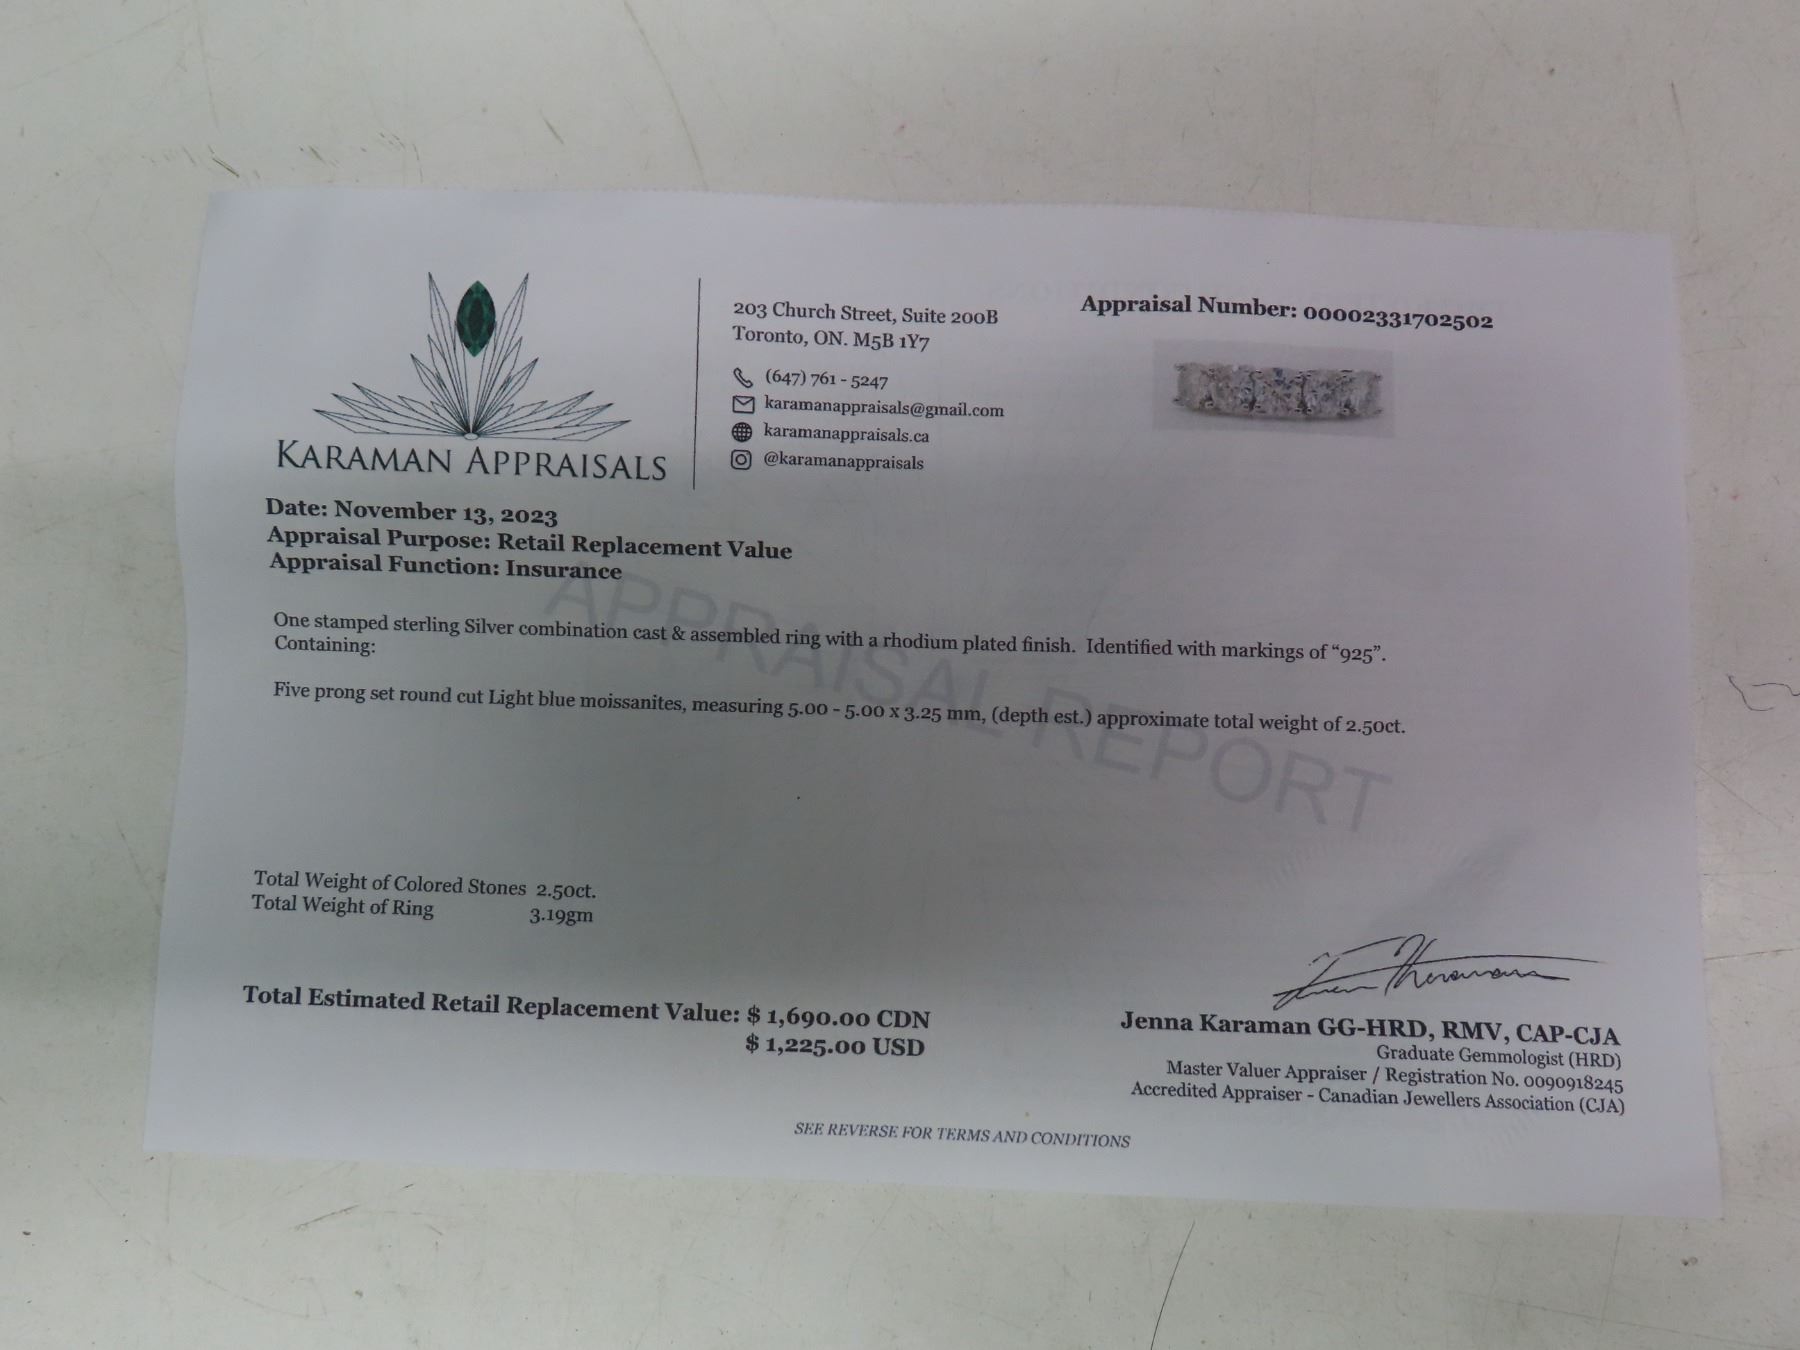 KARAMAN APPRAISALS
203 Church Street, Suite 200B
Toronto, ON. M5B 1Y7
(647) 761 - 5247
karamanappraisals@gmail.com
karamanappraisals.ca
@karamanappraisals
Appraisal Number: 00002331702502
Date: November 13, 2023
Appraisal Purpose: Retail Replacement Value
Appraisal Function: Insurance
APPRAISAL REPORT
One stamped sterling Silver combination cast & assembled ring with a rhodium plated finish. Identified with markings of “925”.
Containing:
Five prong set round cut Light blue moissanites, measuring 5.00 - 5.00 x 3.25 mm, (depth est.) approximate total weight of 2.50ct.
Total Weight of Colored Stones 2.50ct.
Total Weight of Ring 3.19gm
Total Estimated Retail Replacement Value: $ 1,690.00 CDN
$ 1,225.00 USD
Jenna Karaman GG-HRD, RMV, CAP-CJA
Graduate Gemmologist (HRD)
Master Valuer Appraiser / Registration No. 0090918245
Accredited Appraiser - Canadian Jewellers Association (CJA)
SEE REVERSE FOR TERMS AND CONDITIONS